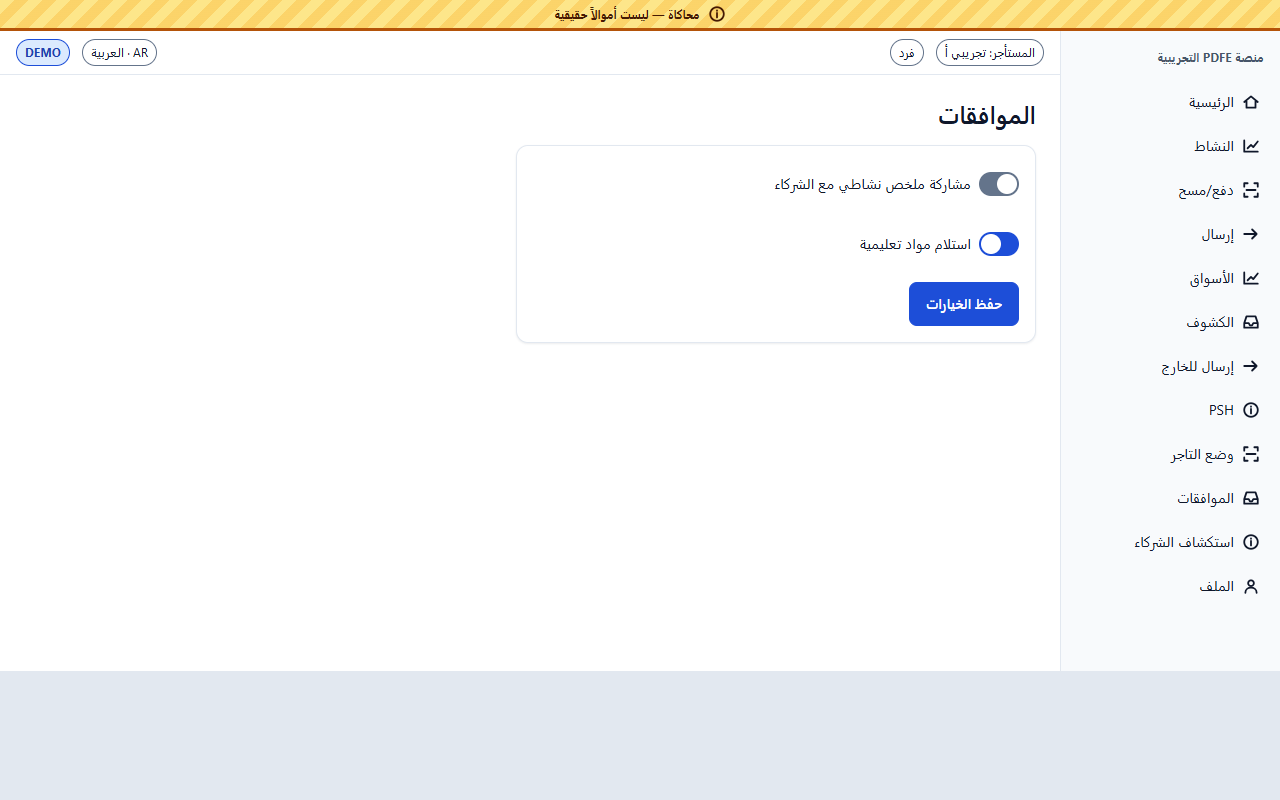 محاكاة — ليست أموالاً حقيقية
منصة PDFE التجريبية
الرئيسية
النشاط
دفع/مسح
إرسال
الأسواق
الكشوف
إرسال للخارج
PSH
وضع التاجر
الموافقات
استكشاف الشركاء
الملف
المستأجر: تجريبي أ
فرد
AR · العربية
DEMO
الموافقات
مشاركة ملخص نشاطي مع الشركاء
استلام مواد تعليمية
حفظ الخيارات